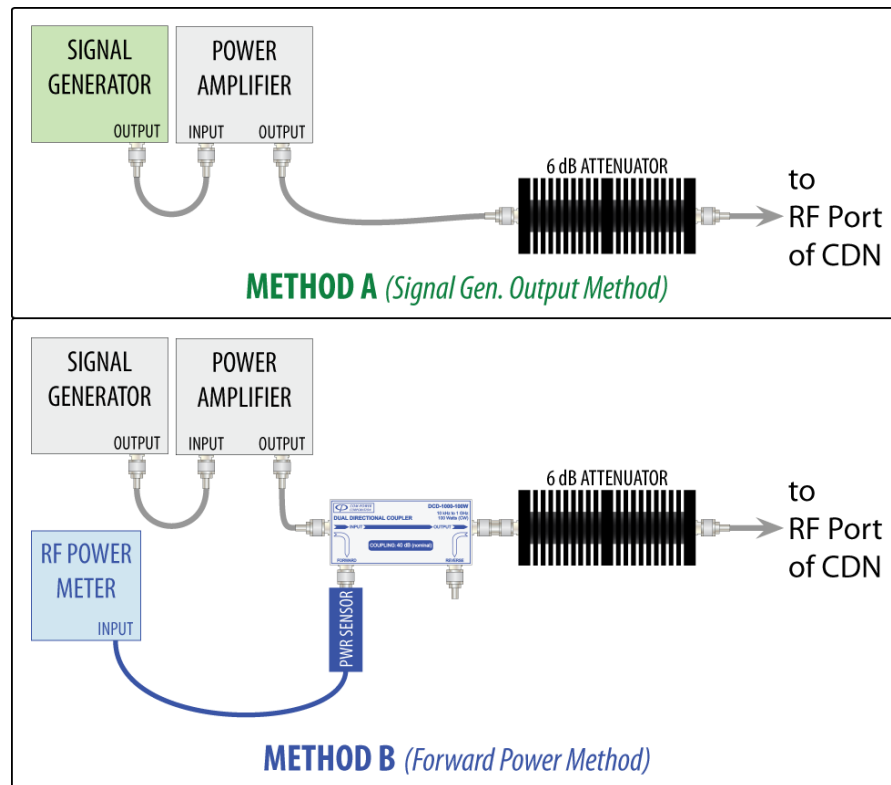 SIGNAL
GENERATOR
OUTPUT
POWER
AMPLIFIER
INPUT
OUTPUT
6 dB ATTENUATOR
to
RF Port
of CDN
METHOD A (Signal Gen. Output Method)
SIGNAL
GENERATOR
OUTPUT
POWER
AMPLIFIER
INPUT
OUTPUT
DCD-1000-100W
DUAL DIRECTIONAL COUPLER
INPUT
OUTPUT
COUPLING: 40 dB (nominal)
FORWARD
REVERSE
6 dB ATTENUATOR
to
RF Port
of CDN
RF POWER
METER
INPUT
PWR SENSOR
METHOD B (Forward Power Method)